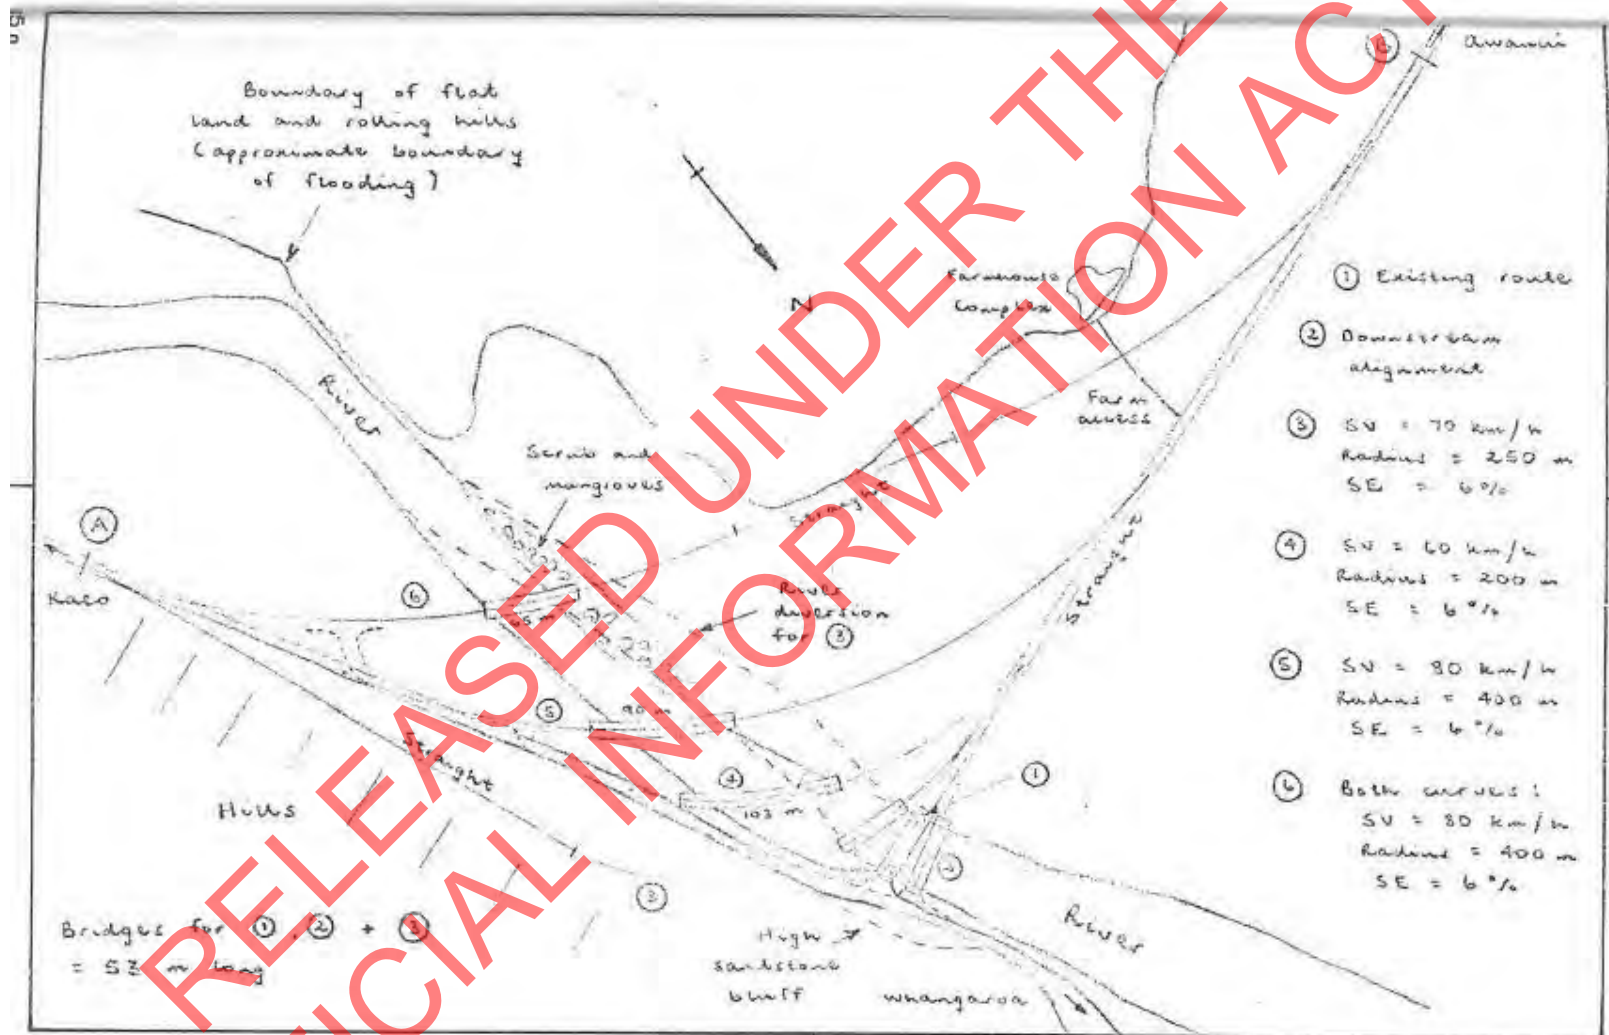 Boundary of flat
land and rolling hills
(approximate boundary
of flooding)
N
River
Scrub and
mangroves
Farmhouse
Complex
Farm
access
Straight
Straight
Straight
River
diversion
for ③
A
Kaeo
⑥
65 m
⑤
90 m
④
103 m
①
②
③
Hills
Bridges for ①, ② + ③
= 52 m long
High
sandstone
bluff
Whangaroa
River
Awanui
① Existing route
② Downstream
alignment
③ SV = 70 km/h
Radius = 250 m
SE = 6%
④ SV = 60 km/h
Radius = 200 m
SE = 6%
⑤ SV = 80 km/h
Radius = 400 m
SE = 6%
⑥ Both curves:
SV = 80 km/h
Radius = 400 m
SE = 6%
RELEASED UNDER THE
ICIAL INFORMATION ACT